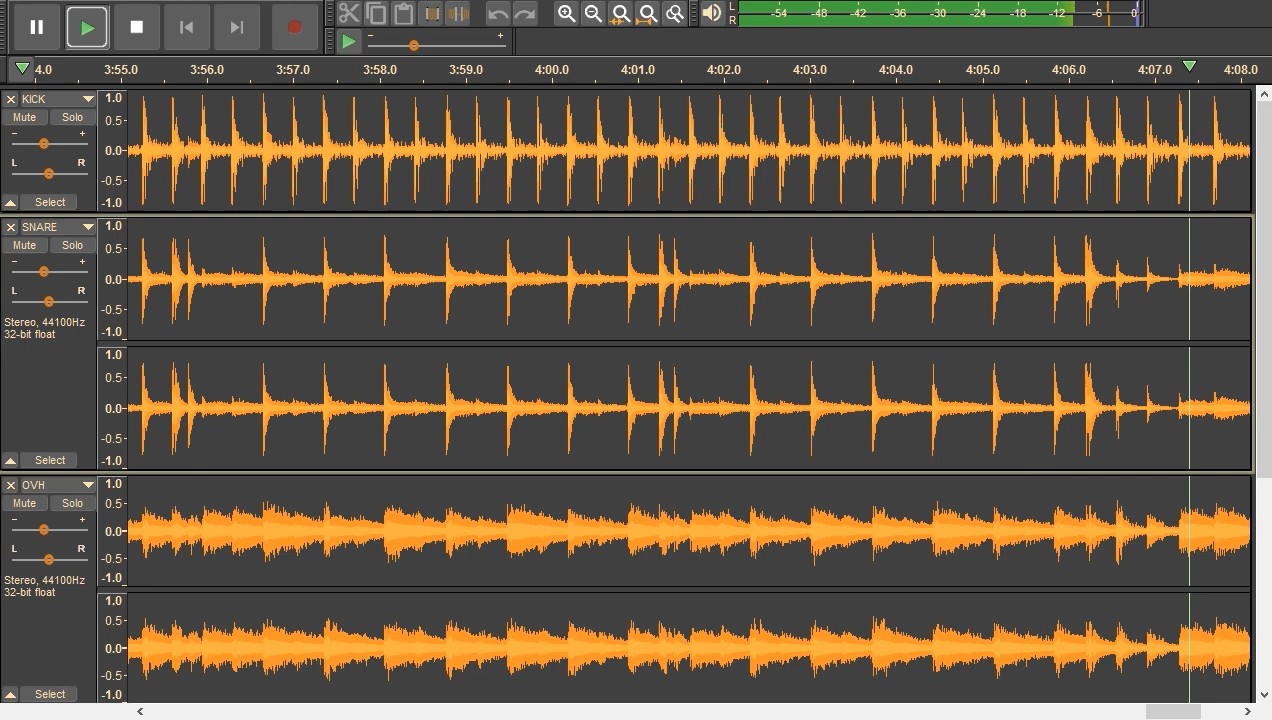 L
R
-54 -48 -42 -36 -30 -24 -18 -12 -6 0
- +
4.0 3:55.0 3:56.0 3:57.0 3:58.0 3:59.0 4:00.0 4:01.0 4:02.0 4:03.0 4:04.0 4:05.0 4:06.0 4:07.0 4:08.0
KICK
Mute Solo
- +
L R
Select
1.0
0.5-
0.0-
-0.5-
-1.0
SNARE
Mute Solo
- +
L R
Stereo, 44100Hz
32-bit float
Select
1.0
0.5-
0.0-
-0.5-
-1.0
1.0
0.5-
0.0-
-0.5-
-1.0
OVH
Mute Solo
- +
L R
Stereo, 44100Hz
32-bit float
Select
1.0
0.5-
0.0-
-0.5-
-1.0
1.0
0.5-
0.0-
-0.5-
-1.0